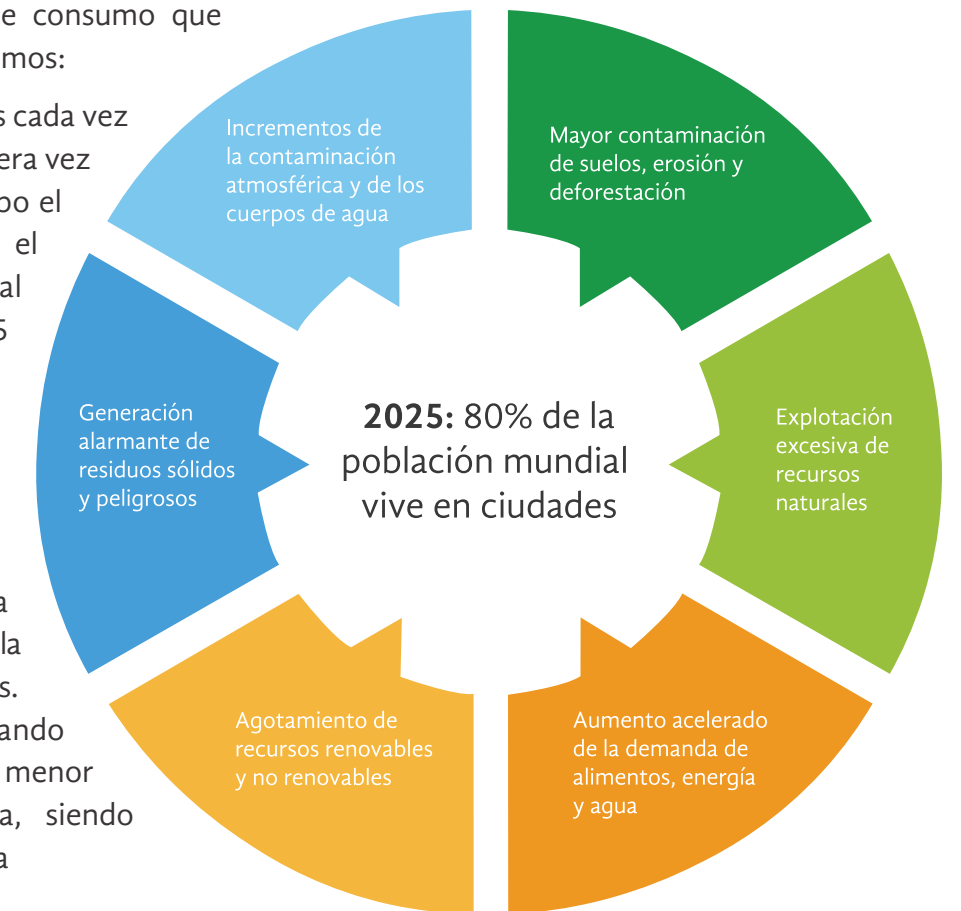 e consumo que
mos:
s cada vez
era vez
po el
el
al
5
a
la
s.
ando
menor
a, siendo
a
Incrementos de
la contaminación
atmosférica y de los
cuerpos de agua
Mayor contaminación
de suelos, erosión y
deforestación
Generación
alarmante de
residuos sólidos
y peligrosos
2025: 80% de la
población mundial
vive en ciudades
Explotación
excesiva de
recursos
naturales
Agotamiento de
recursos renovables
y no renovables
Aumento acelerado
de la demanda de
alimentos, energía
y agua